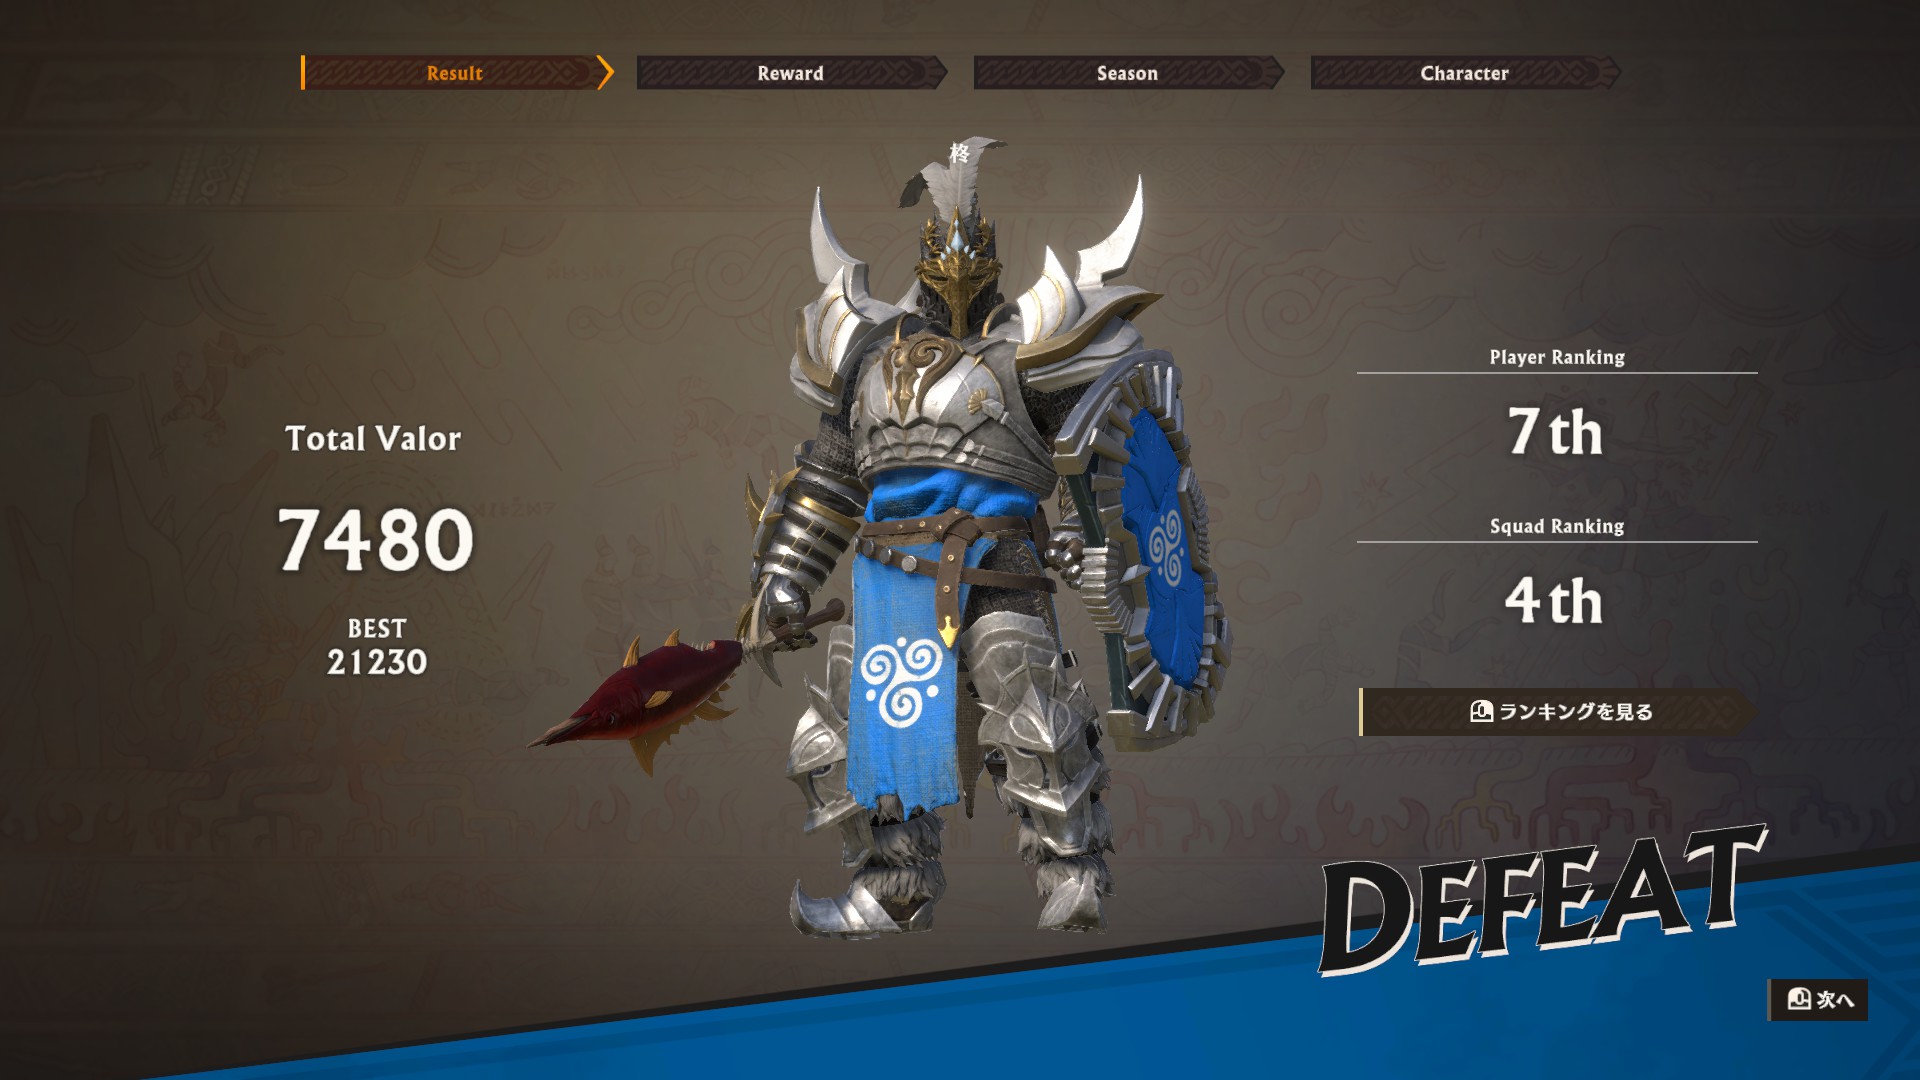 Result
Reward
Season
Character
柊
Total Valor
7480
BEST
21230
Player Ranking
7th
Squad Ranking
4th
ランキングを見る
DEFEAT
次へ